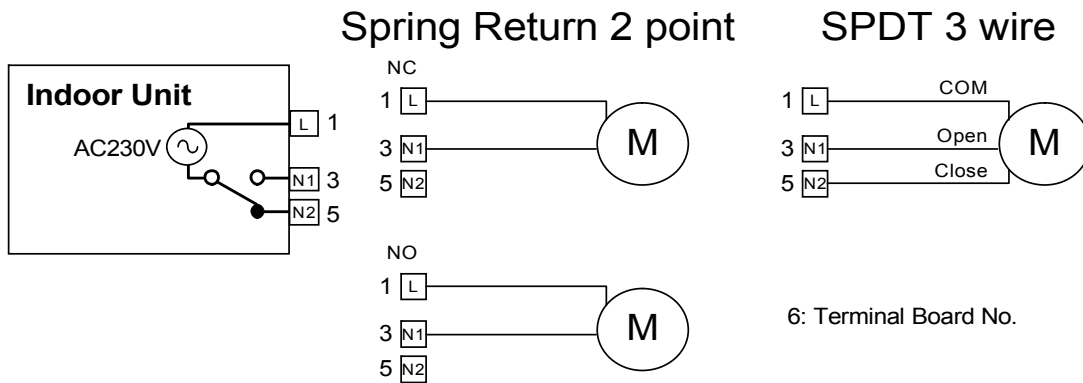 Spring Return 2 point
SPDT 3 wire
Indoor Unit
AC230V
L 1
N1 3
N2 5
NC
1 L
3 N1
5 N2
M
NO
1 L
3 N1
5 N2
M
1 L
3 N1
5 N2
COM
Open
Close
M
6: Terminal Board No.